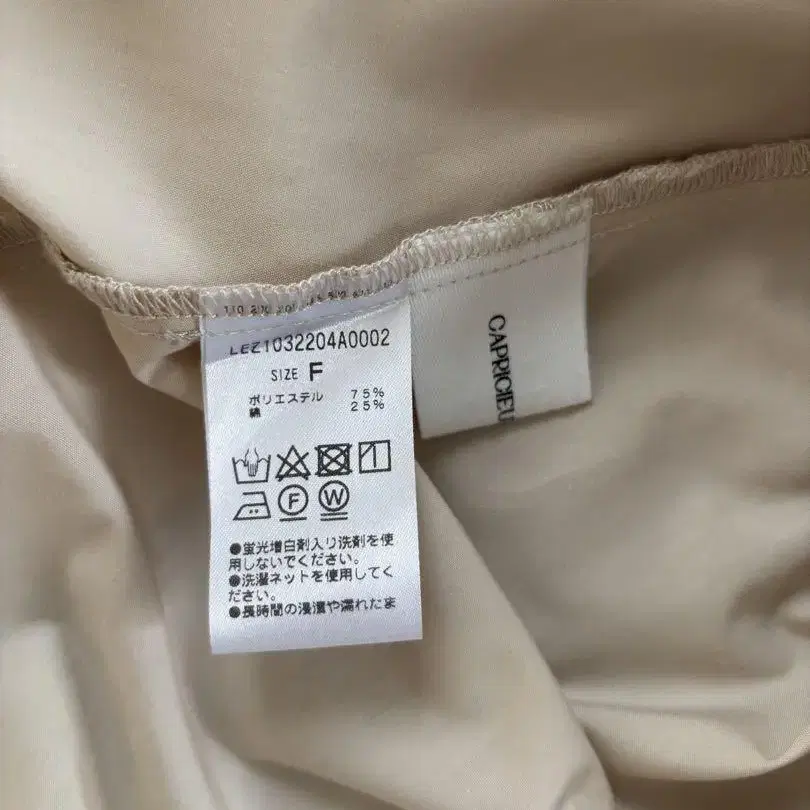 LEZ1032204A0002
SIZE F
ポリエステル 75%
綿 25%
F W
●蛍光増白剤入り洗剤を使
用しないでください。
●洗濯ネットを使用してく
ださい。
●長時間の浸漬や濡れたま
CAPRICIEU